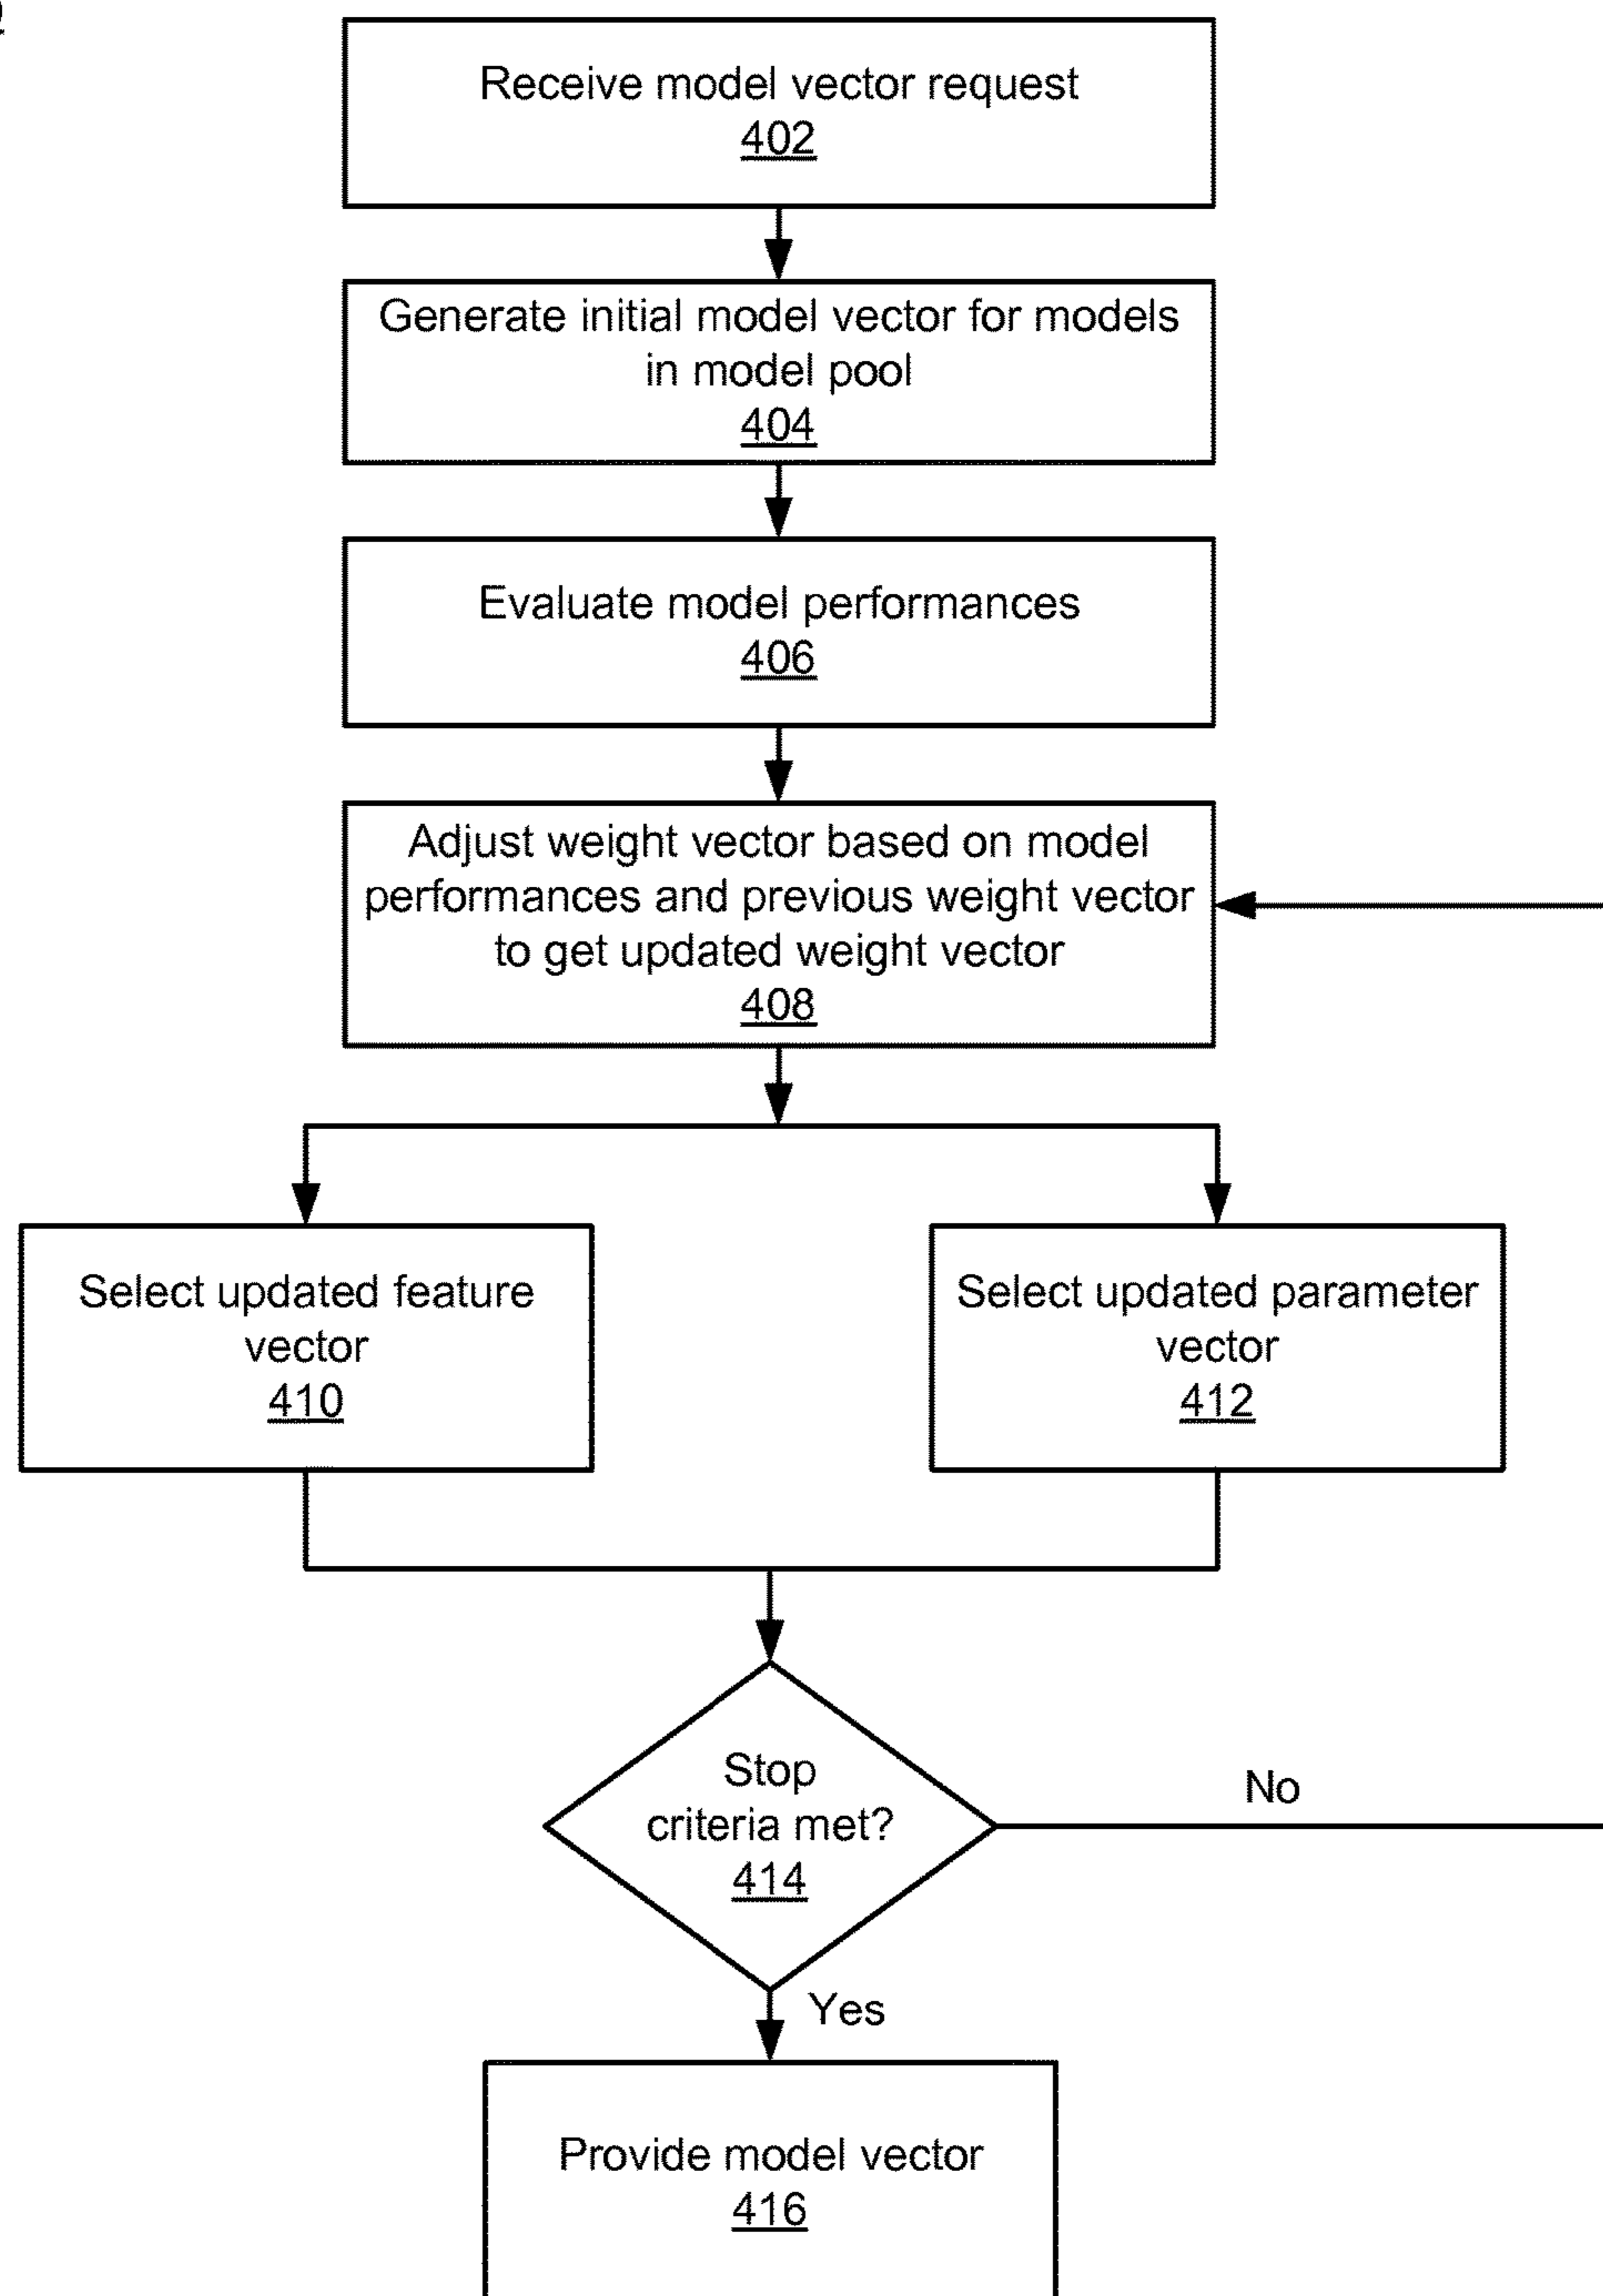 Receive model vector request
402
Generate initial model vector for models
in model pool
404
Evaluate model performances
406
Adjust weight vector based on model
performances and previous weight vector
to get updated weight vector
408
Select updated feature
vector
410
Select updated parameter
vector
412
Stop
criteria met?
414
No
Yes
Provide model vector
416